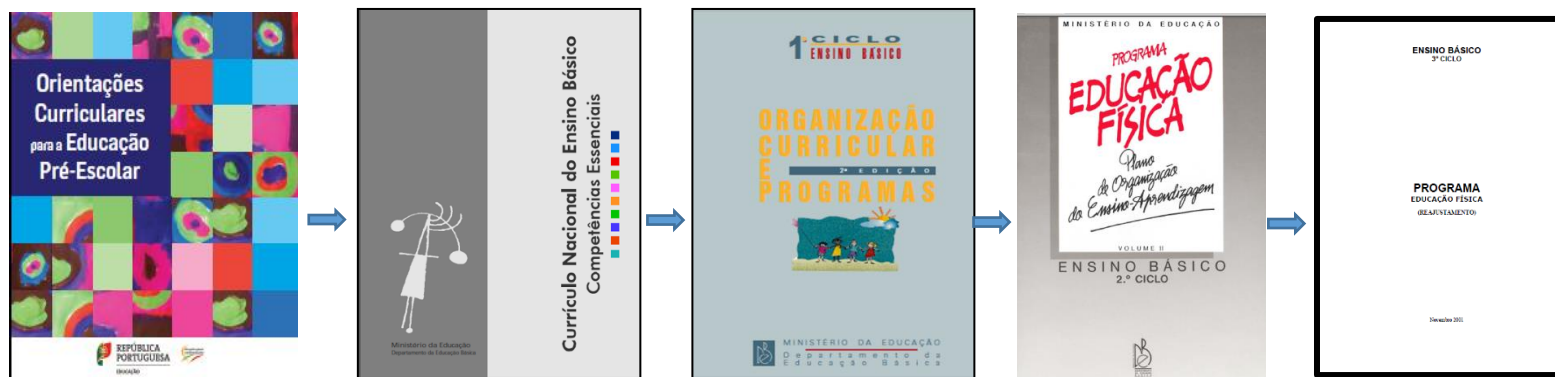 Orientações
Curriculares
para a Educação
Pré-Escolar
REPÚBLICA
PORTUGUESA
EDUCAÇÃO
Currículo Nacional do Ensino Básico
Competências Essenciais
Ministério da Educação
Departamento da Educação Básica
1º CICLO
ENSINO BÁSICO
ORGANIZAÇÃO
CURRICULAR
E
2ª EDIÇÃO
PROGRAMAS
MINISTÉRIO DA EDUCAÇÃO
Departamento da
Educação Básica
MINISTÉRIO DA EDUCAÇÃO
PROGRAMA
EDUCAÇÃO
FÍSICA
Plano
de Organização
do Ensino-Aprendizagem
VOLUME II
ENSINO BÁSICO
2.º CICLO
ENSINO BÁSICO
3º CICLO
PROGRAMA
EDUCAÇÃO FÍSICA
(REAJUSTAMENTO)
Novembro 2001